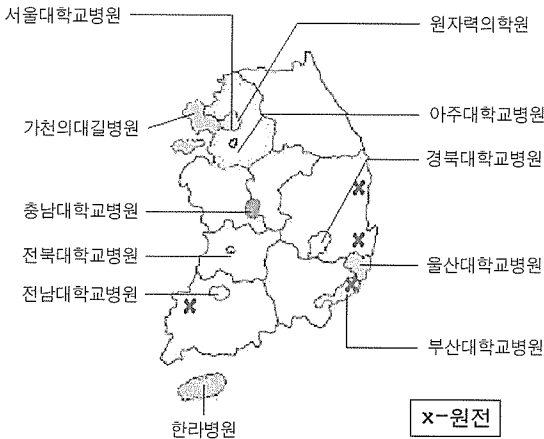 서울대학교병원
원자력의학원
가천의대길병원
아주대학교병원
경북대학교병원
충남대학교병원
전북대학교병원
울산대학교병원
전남대학교병원
부산대학교병원
한라병원
x-원전